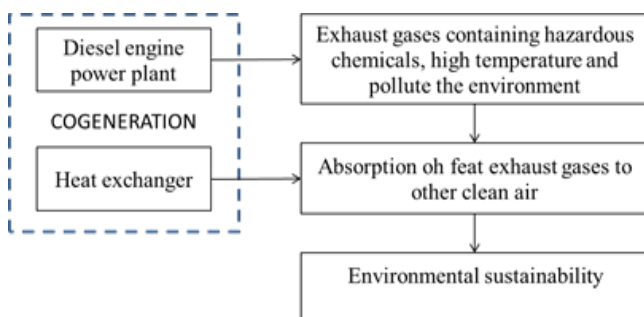 Diesel engine
power plant
COGENERATION
Heat exchanger
Exhaust gases containing hazardous
chemicals, high temperature and
pollute the environment
Absorption oh feat exhaust gases to
other clean air
Environmental sustainability